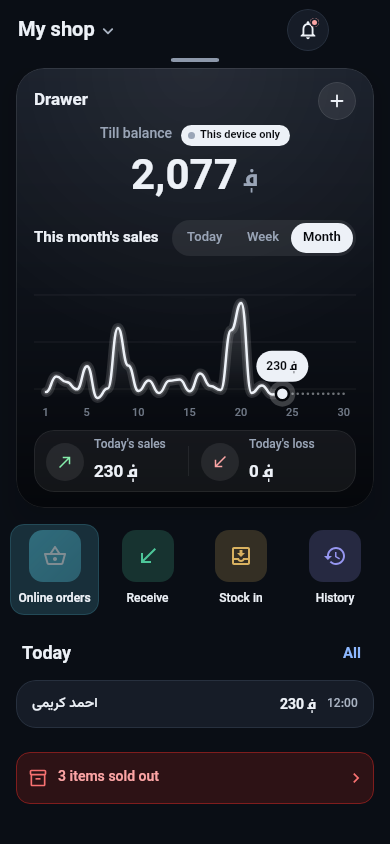 My shop
Drawer
Till balance
This device only
2,077 ؋
This month's sales
Today
Week
Month
230 ؋
1 5 10 15 20 25 30
Today's sales
230 ؋
Today's loss
0 ؋
Online orders
Receive
Stock in
History
Today
All
احمد کریمی
230 ؋
12:00
3 items sold out